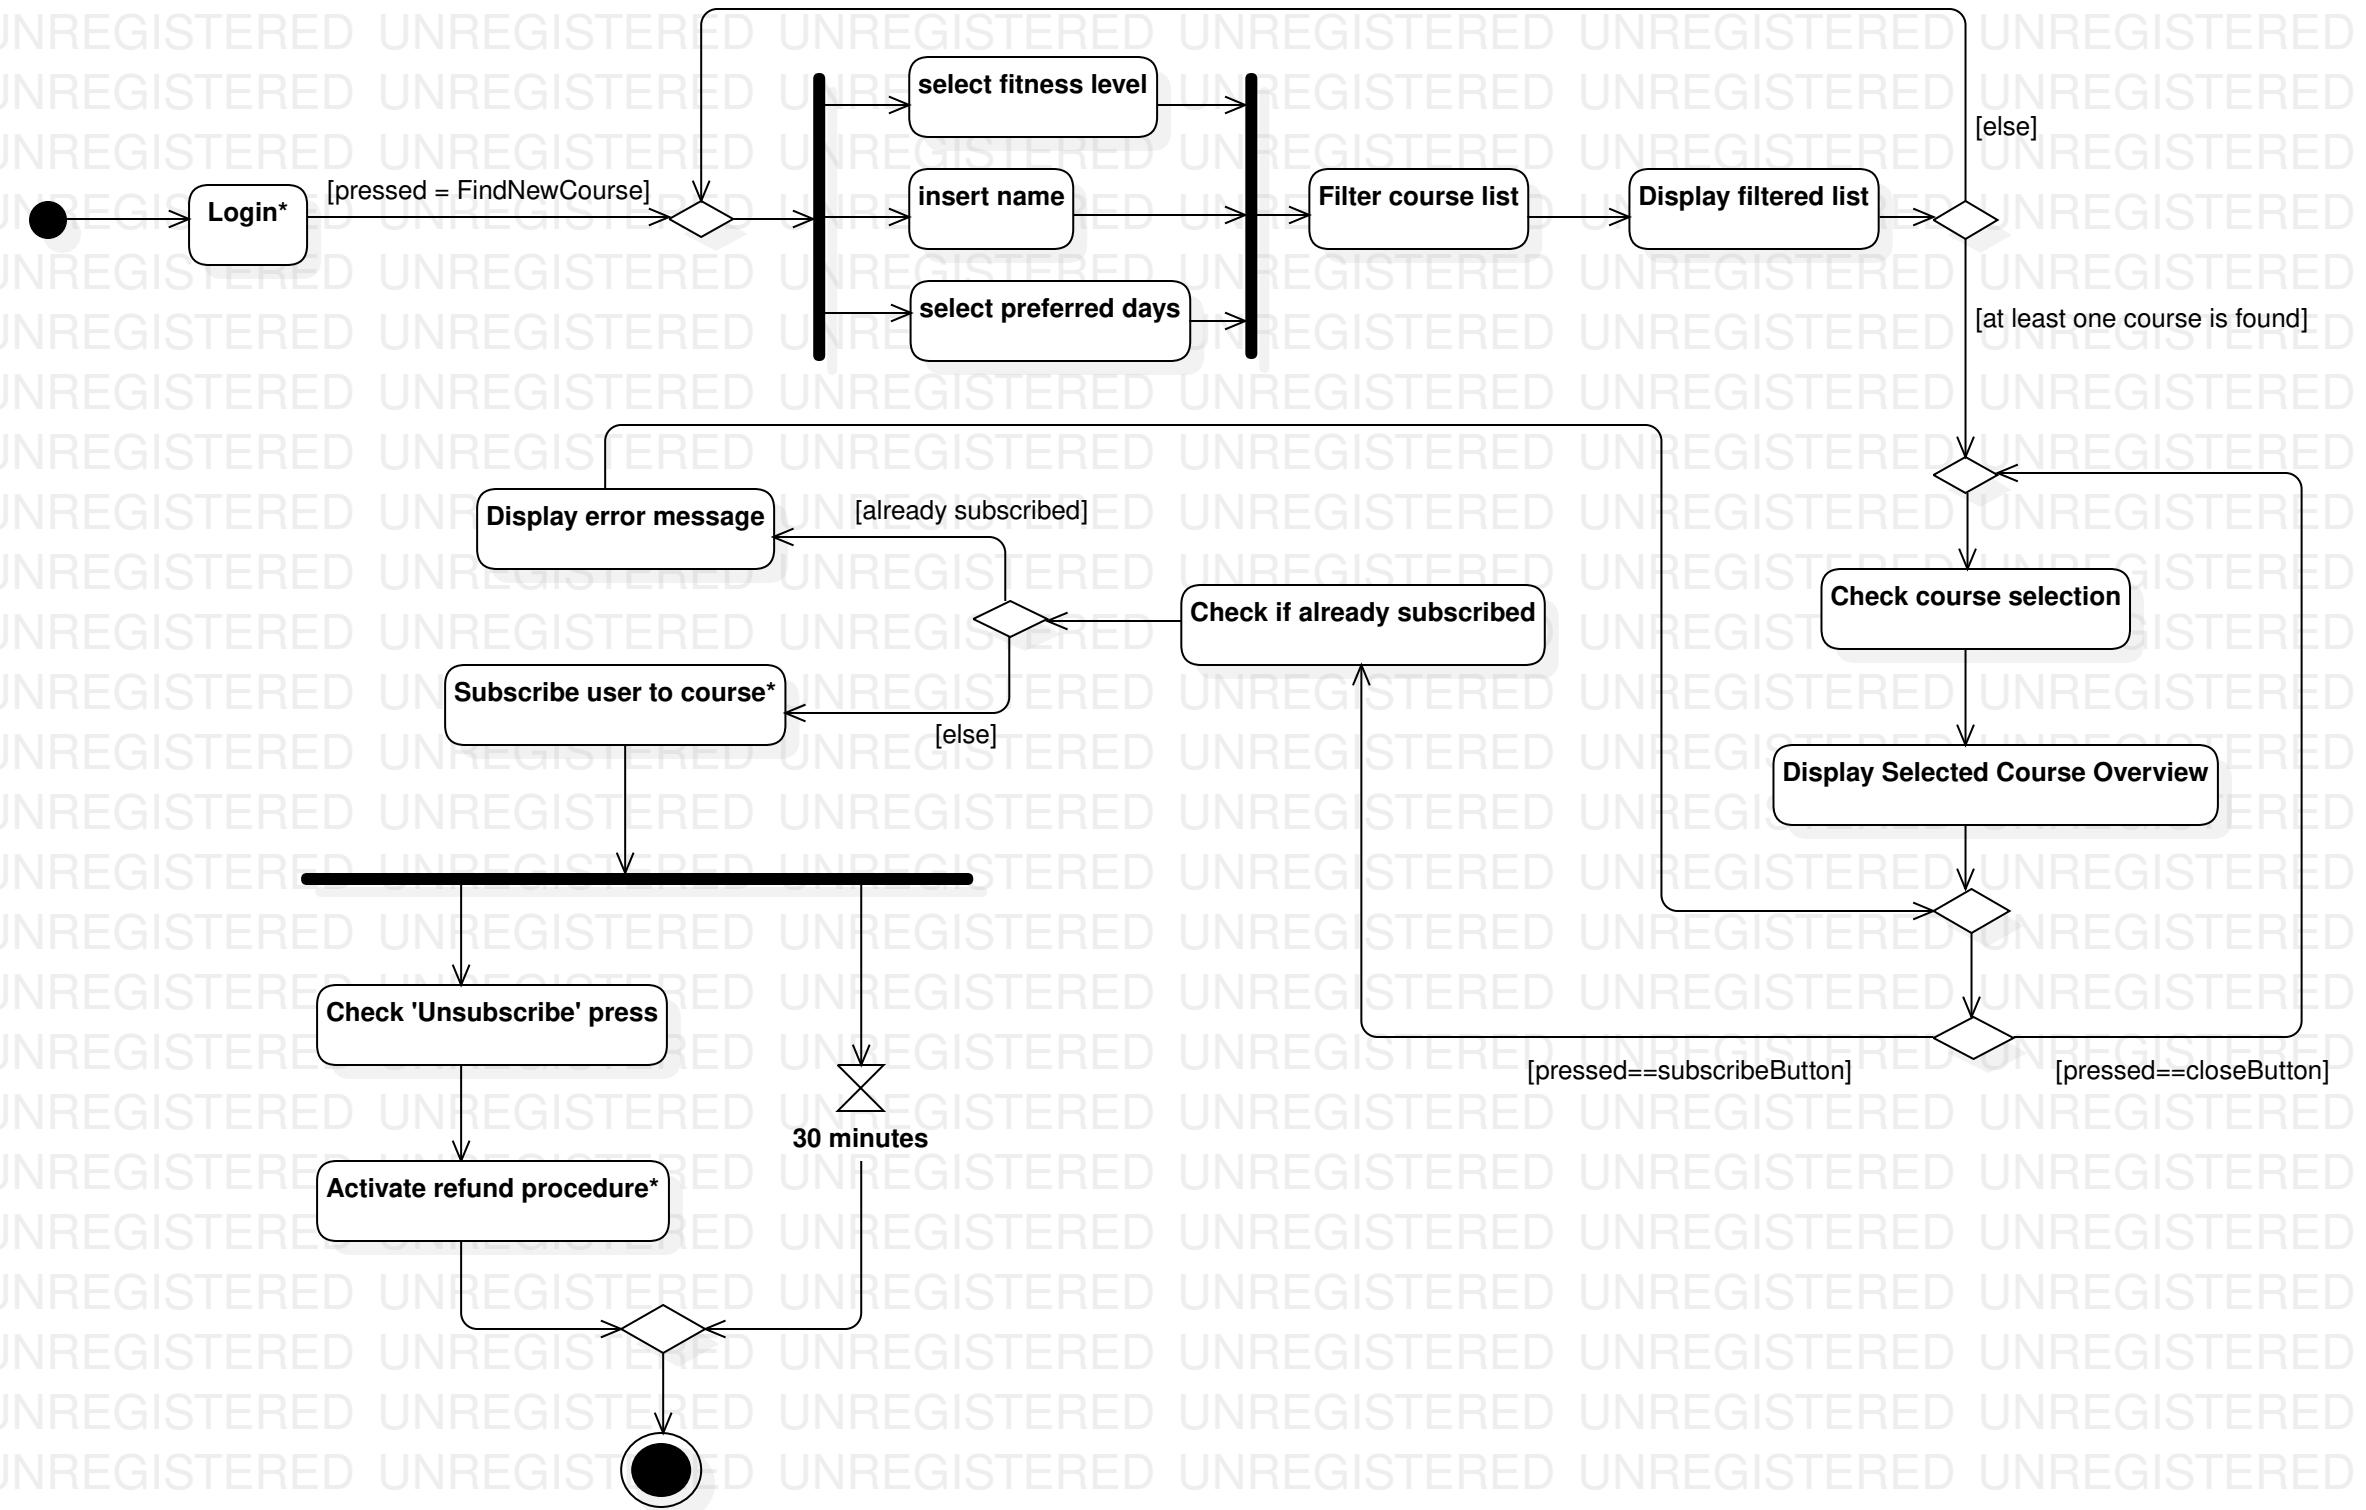 [else]
select fitness level
[pressed = FindNewCourse]
Login*
insert name
Filter course list
Display filtered list
select preferred days
[at least one course is found]
Display error message
[already subscribed]
Check if already subscribed
Check course selection
Subscribe user to course*
[else]
Display Selected Course Overview
Check 'Unsubscribe' press
[pressed==subscribeButton]
[pressed==closeButton]
30 minutes
Activate refund procedure*
UNREGISTERED